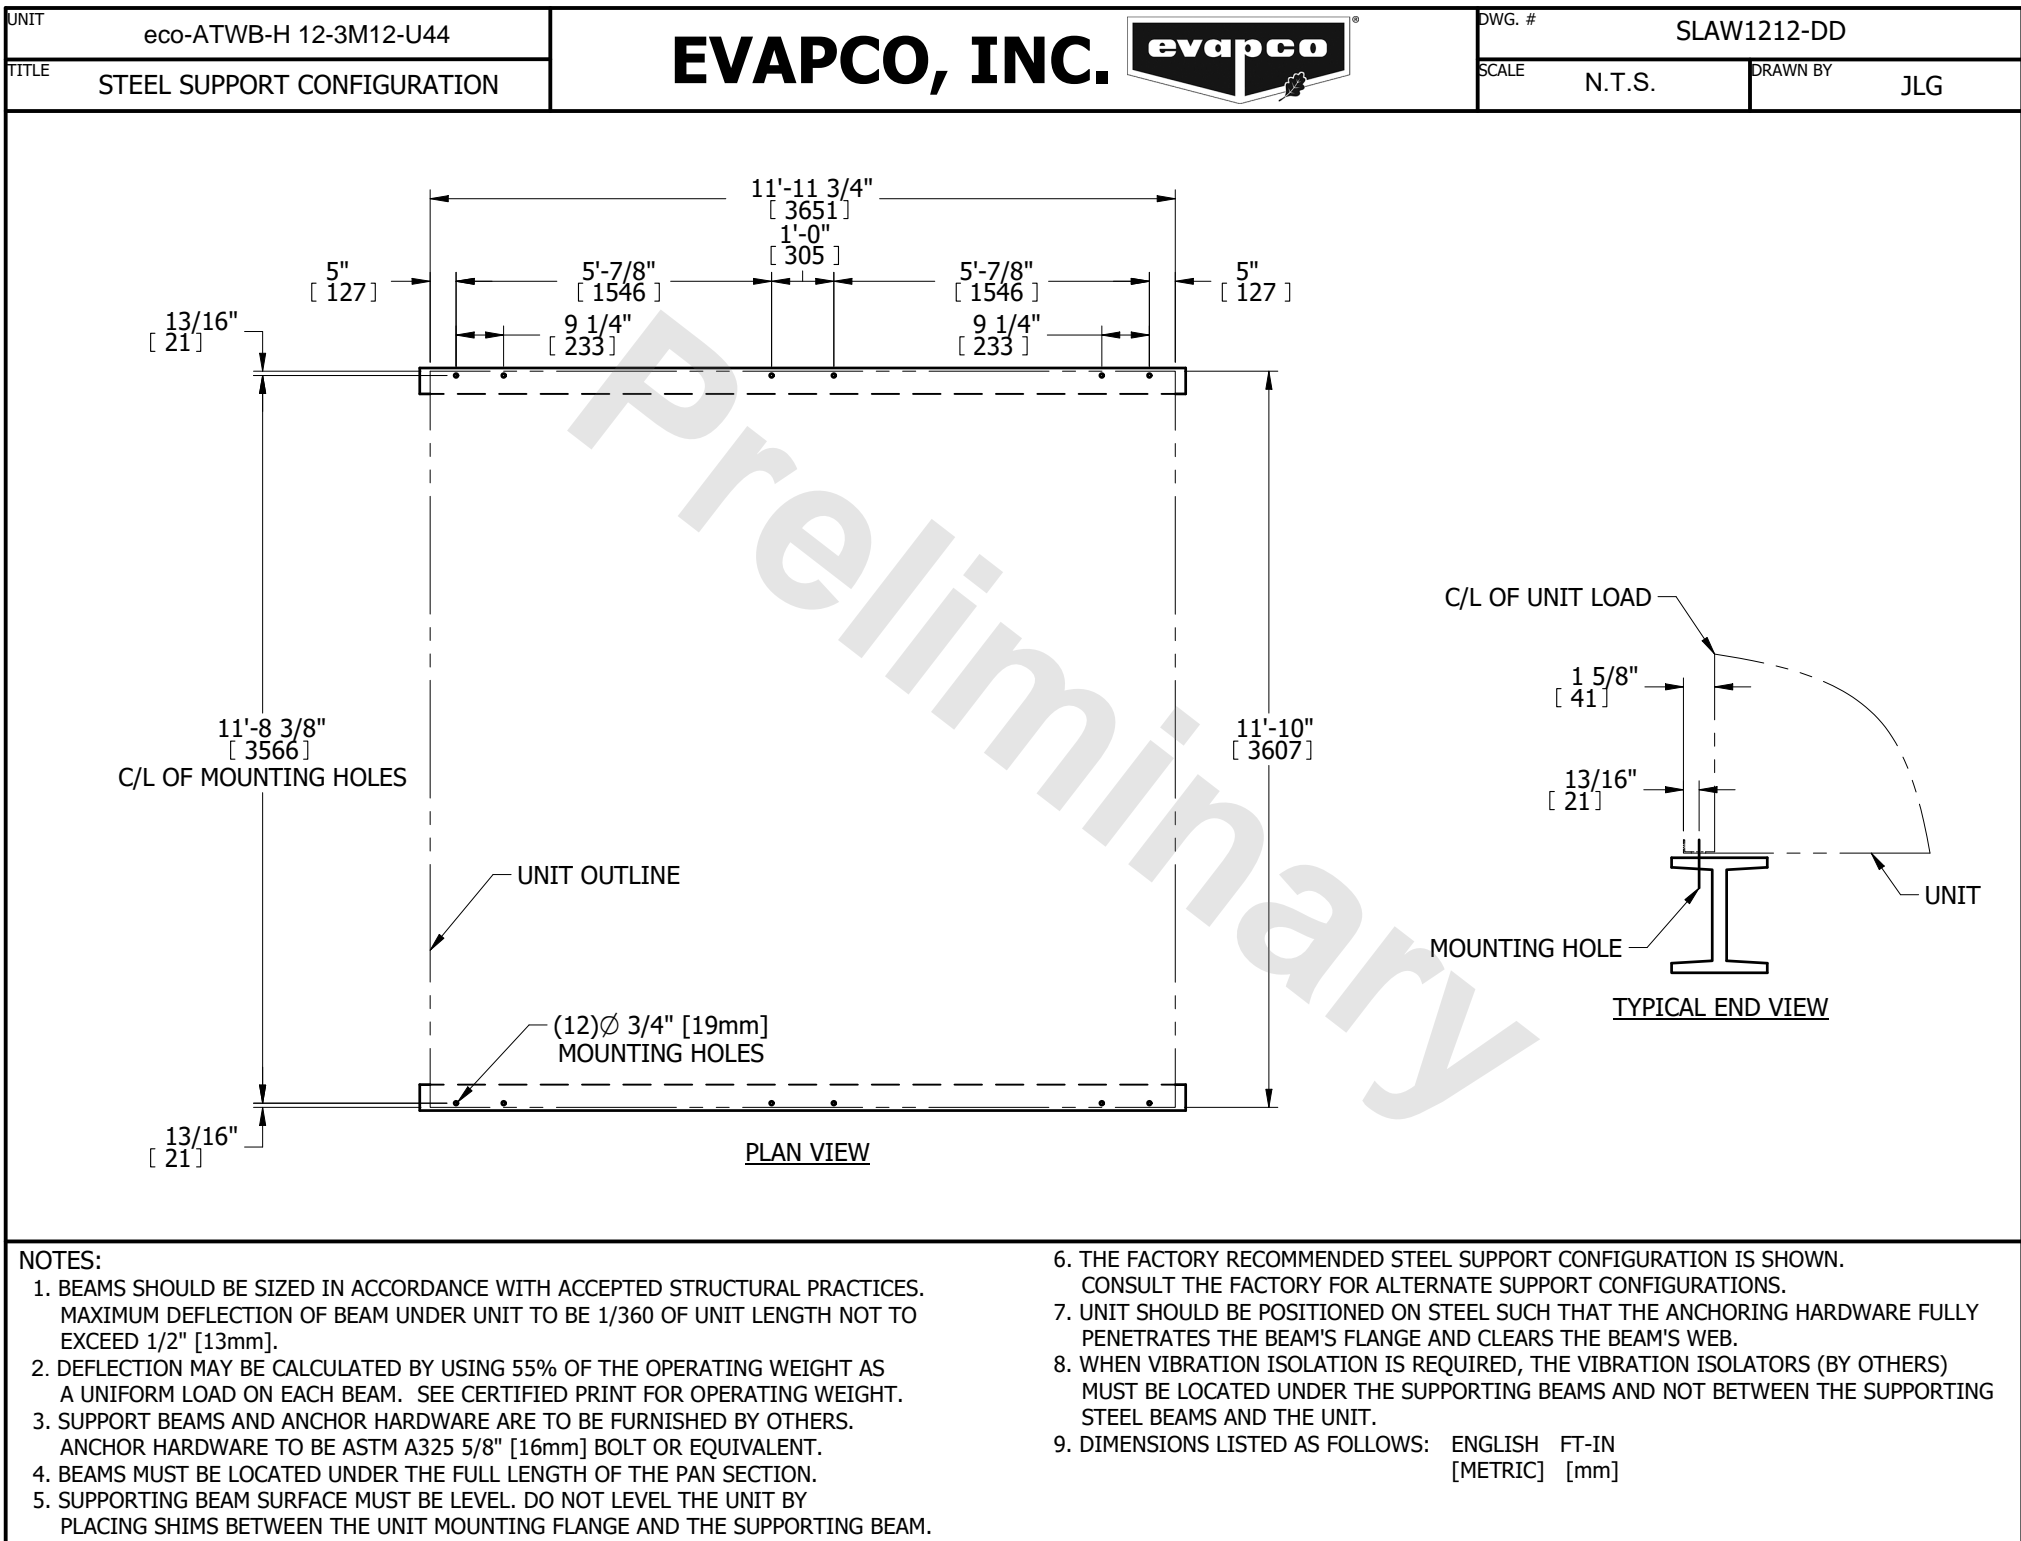 UNIT
eco-ATWB-H 12-3M12-U44
TITLE
STEEL SUPPORT CONFIGURATION
EVAPCO, INC.
evapco
®
DWG. #
SLAW1212-DD
SCALE
N.T.S.
DRAWN BY
JLG
11'-11 3/4"
[ 3651]
1'-0"
[ 305 ]
5"
[ 127]
5'-7/8"
[ 1546 ]
5'-7/8"
[ 1546 ]
5"
[ 127 ]
13/16"
[ 21]
9 1/4"
[ 233]
9 1/4"
[ 233 ]
Preliminary
11'-8 3/8"
[ 3566]
C/L OF MOUNTING HOLES
11'-10"
[ 3607]
UNIT OUTLINE
(12)∅ 3/4" [19mm]
MOUNTING HOLES
13/16"
[ 21]
PLAN VIEW
C/L OF UNIT LOAD
1 5/8"
[ 41]
13/16"
[ 21]
UNIT
MOUNTING HOLE
TYPICAL END VIEW
NOTES:
1. BEAMS SHOULD BE SIZED IN ACCORDANCE WITH ACCEPTED STRUCTURAL PRACTICES.
MAXIMUM DEFLECTION OF BEAM UNDER UNIT TO BE 1/360 OF UNIT LENGTH NOT TO
EXCEED 1/2" [13mm].
2. DEFLECTION MAY BE CALCULATED BY USING 55% OF THE OPERATING WEIGHT AS
A UNIFORM LOAD ON EACH BEAM. SEE CERTIFIED PRINT FOR OPERATING WEIGHT.
3. SUPPORT BEAMS AND ANCHOR HARDWARE ARE TO BE FURNISHED BY OTHERS.
ANCHOR HARDWARE TO BE ASTM A325 5/8" [16mm] BOLT OR EQUIVALENT.
4. BEAMS MUST BE LOCATED UNDER THE FULL LENGTH OF THE PAN SECTION.
5. SUPPORTING BEAM SURFACE MUST BE LEVEL. DO NOT LEVEL THE UNIT BY
PLACING SHIMS BETWEEN THE UNIT MOUNTING FLANGE AND THE SUPPORTING BEAM.
6. THE FACTORY RECOMMENDED STEEL SUPPORT CONFIGURATION IS SHOWN.
CONSULT THE FACTORY FOR ALTERNATE SUPPORT CONFIGURATIONS.
7. UNIT SHOULD BE POSITIONED ON STEEL SUCH THAT THE ANCHORING HARDWARE FULLY
PENETRATES THE BEAM'S FLANGE AND CLEARS THE BEAM'S WEB.
8. WHEN VIBRATION ISOLATION IS REQUIRED, THE VIBRATION ISOLATORS (BY OTHERS)
MUST BE LOCATED UNDER THE SUPPORTING BEAMS AND NOT BETWEEN THE SUPPORTING
STEEL BEAMS AND THE UNIT.
9. DIMENSIONS LISTED AS FOLLOWS: ENGLISH FT-IN
[METRIC] [mm]